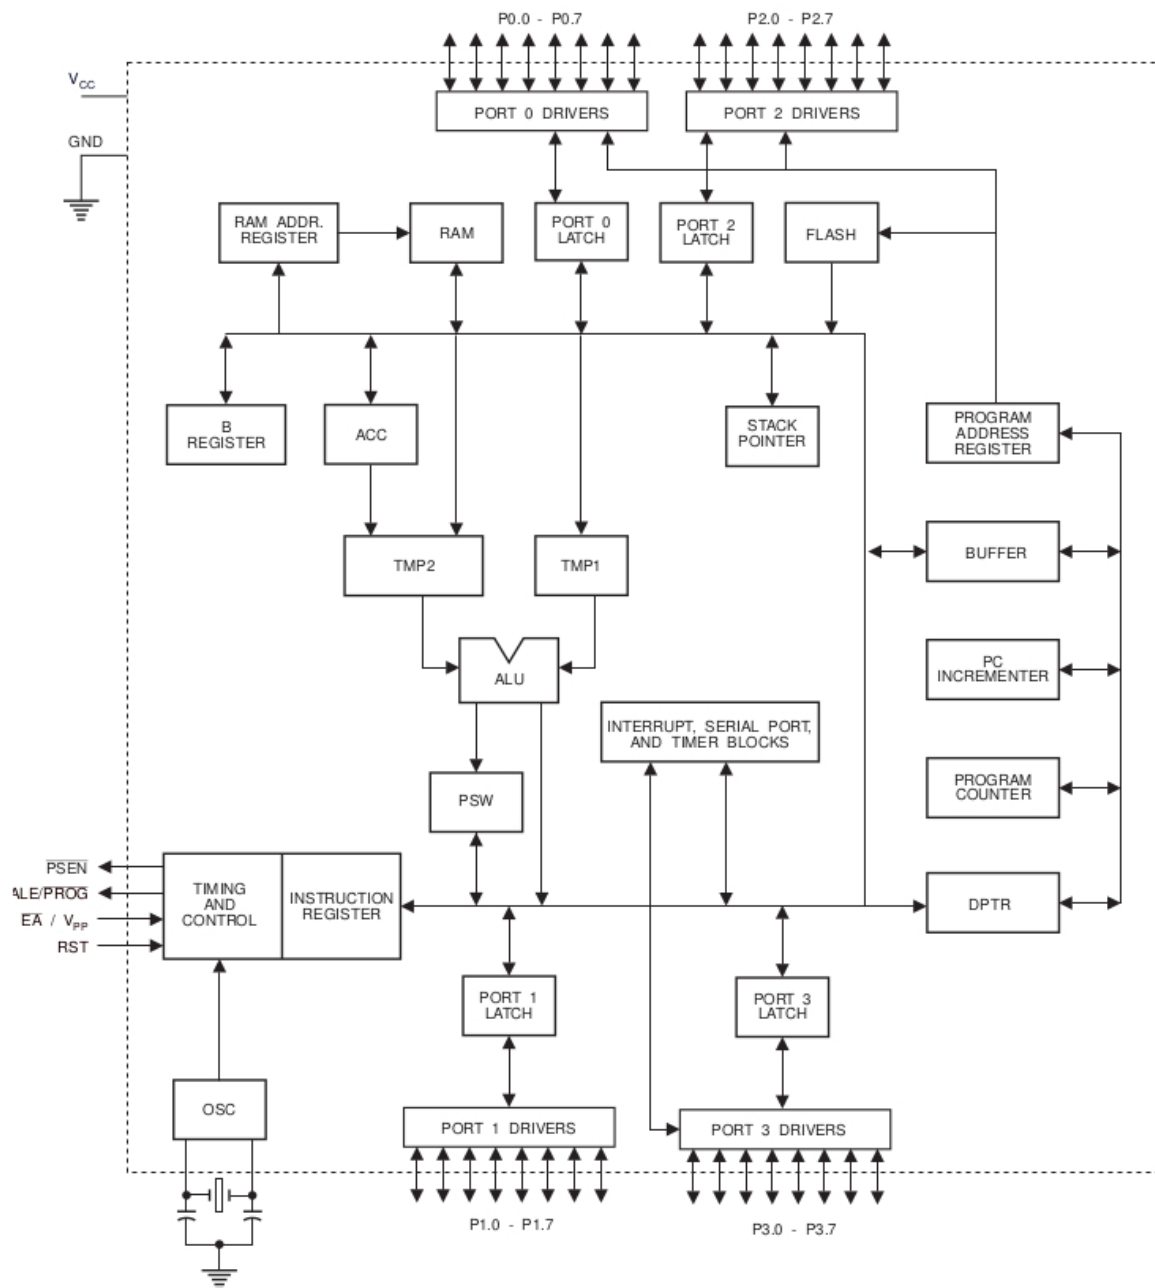 P0.0 - P0.7
P2.0 - P2.7
VCC
GND
PORT 0 DRIVERS
PORT 2 DRIVERS
RAM ADDR.
REGISTER
RAM
PORT 0
LATCH
PORT 2
LATCH
FLASH
B
REGISTER
ACC
STACK
POINTER
PROGRAM
ADDRESS
REGISTER
TMP2
TMP1
BUFFER
ALU
PC
INCREMENTER
INTERRUPT, SERIAL PORT,
AND TIMER BLOCKS
PSW
PROGRAM
COUNTER
PSEN
ALE/PROG
EA / VPP
RST
TIMING
AND
CONTROL
INSTRUCTION
REGISTER
DPTR
PORT 1
LATCH
PORT 3
LATCH
OSC
PORT 1 DRIVERS
PORT 3 DRIVERS
P1.0 - P1.7
P3.0 - P3.7